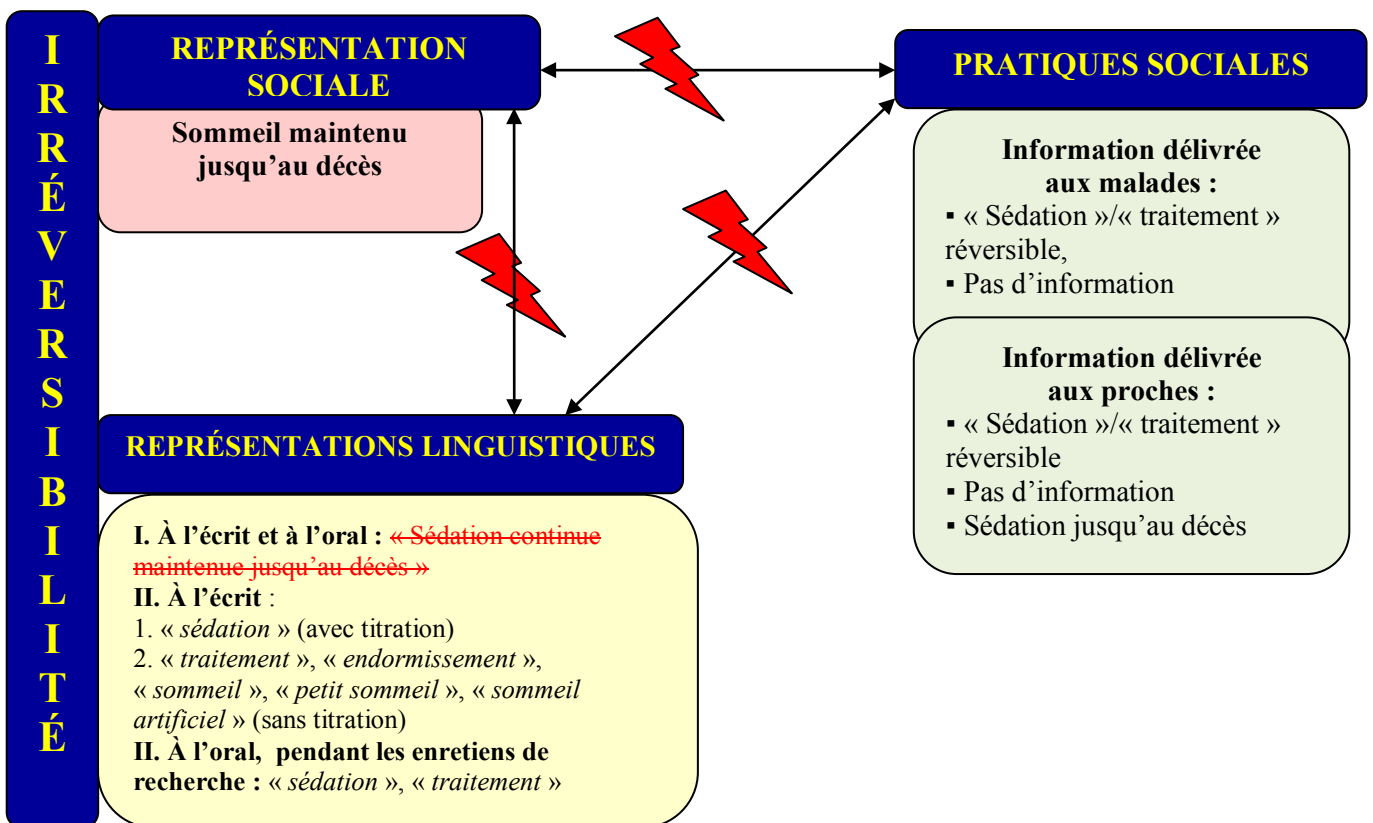 IRRÉVERSIBILITÉ
REPRÉSENTATION
SOCIALE
Sommeil maintenu
jusqu’au décès
PRATIQUES SOCIALES
Information délivrée
aux malades :
▪ « Sédation »/« traitement »
réversible,
▪ Pas d’information
Information délivrée
aux proches :
▪ « Sédation »/« traitement »
réversible
▪ Pas d’information
▪ Sédation jusqu’au décès
REPRÉSENTATIONS LINGUISTIQUES
I. À l’écrit et à l’oral : « Sédation continue
maintenue jusqu’au décès »
II. À l’écrit :
1. « sédation » (avec titration)
2. « traitement », « endormissement »,
« sommeil », « petit sommeil », « sommeil
artificiel » (sans titration)
II. À l’oral, pendant les enretiens de
recherche : « sédation », « traitement »